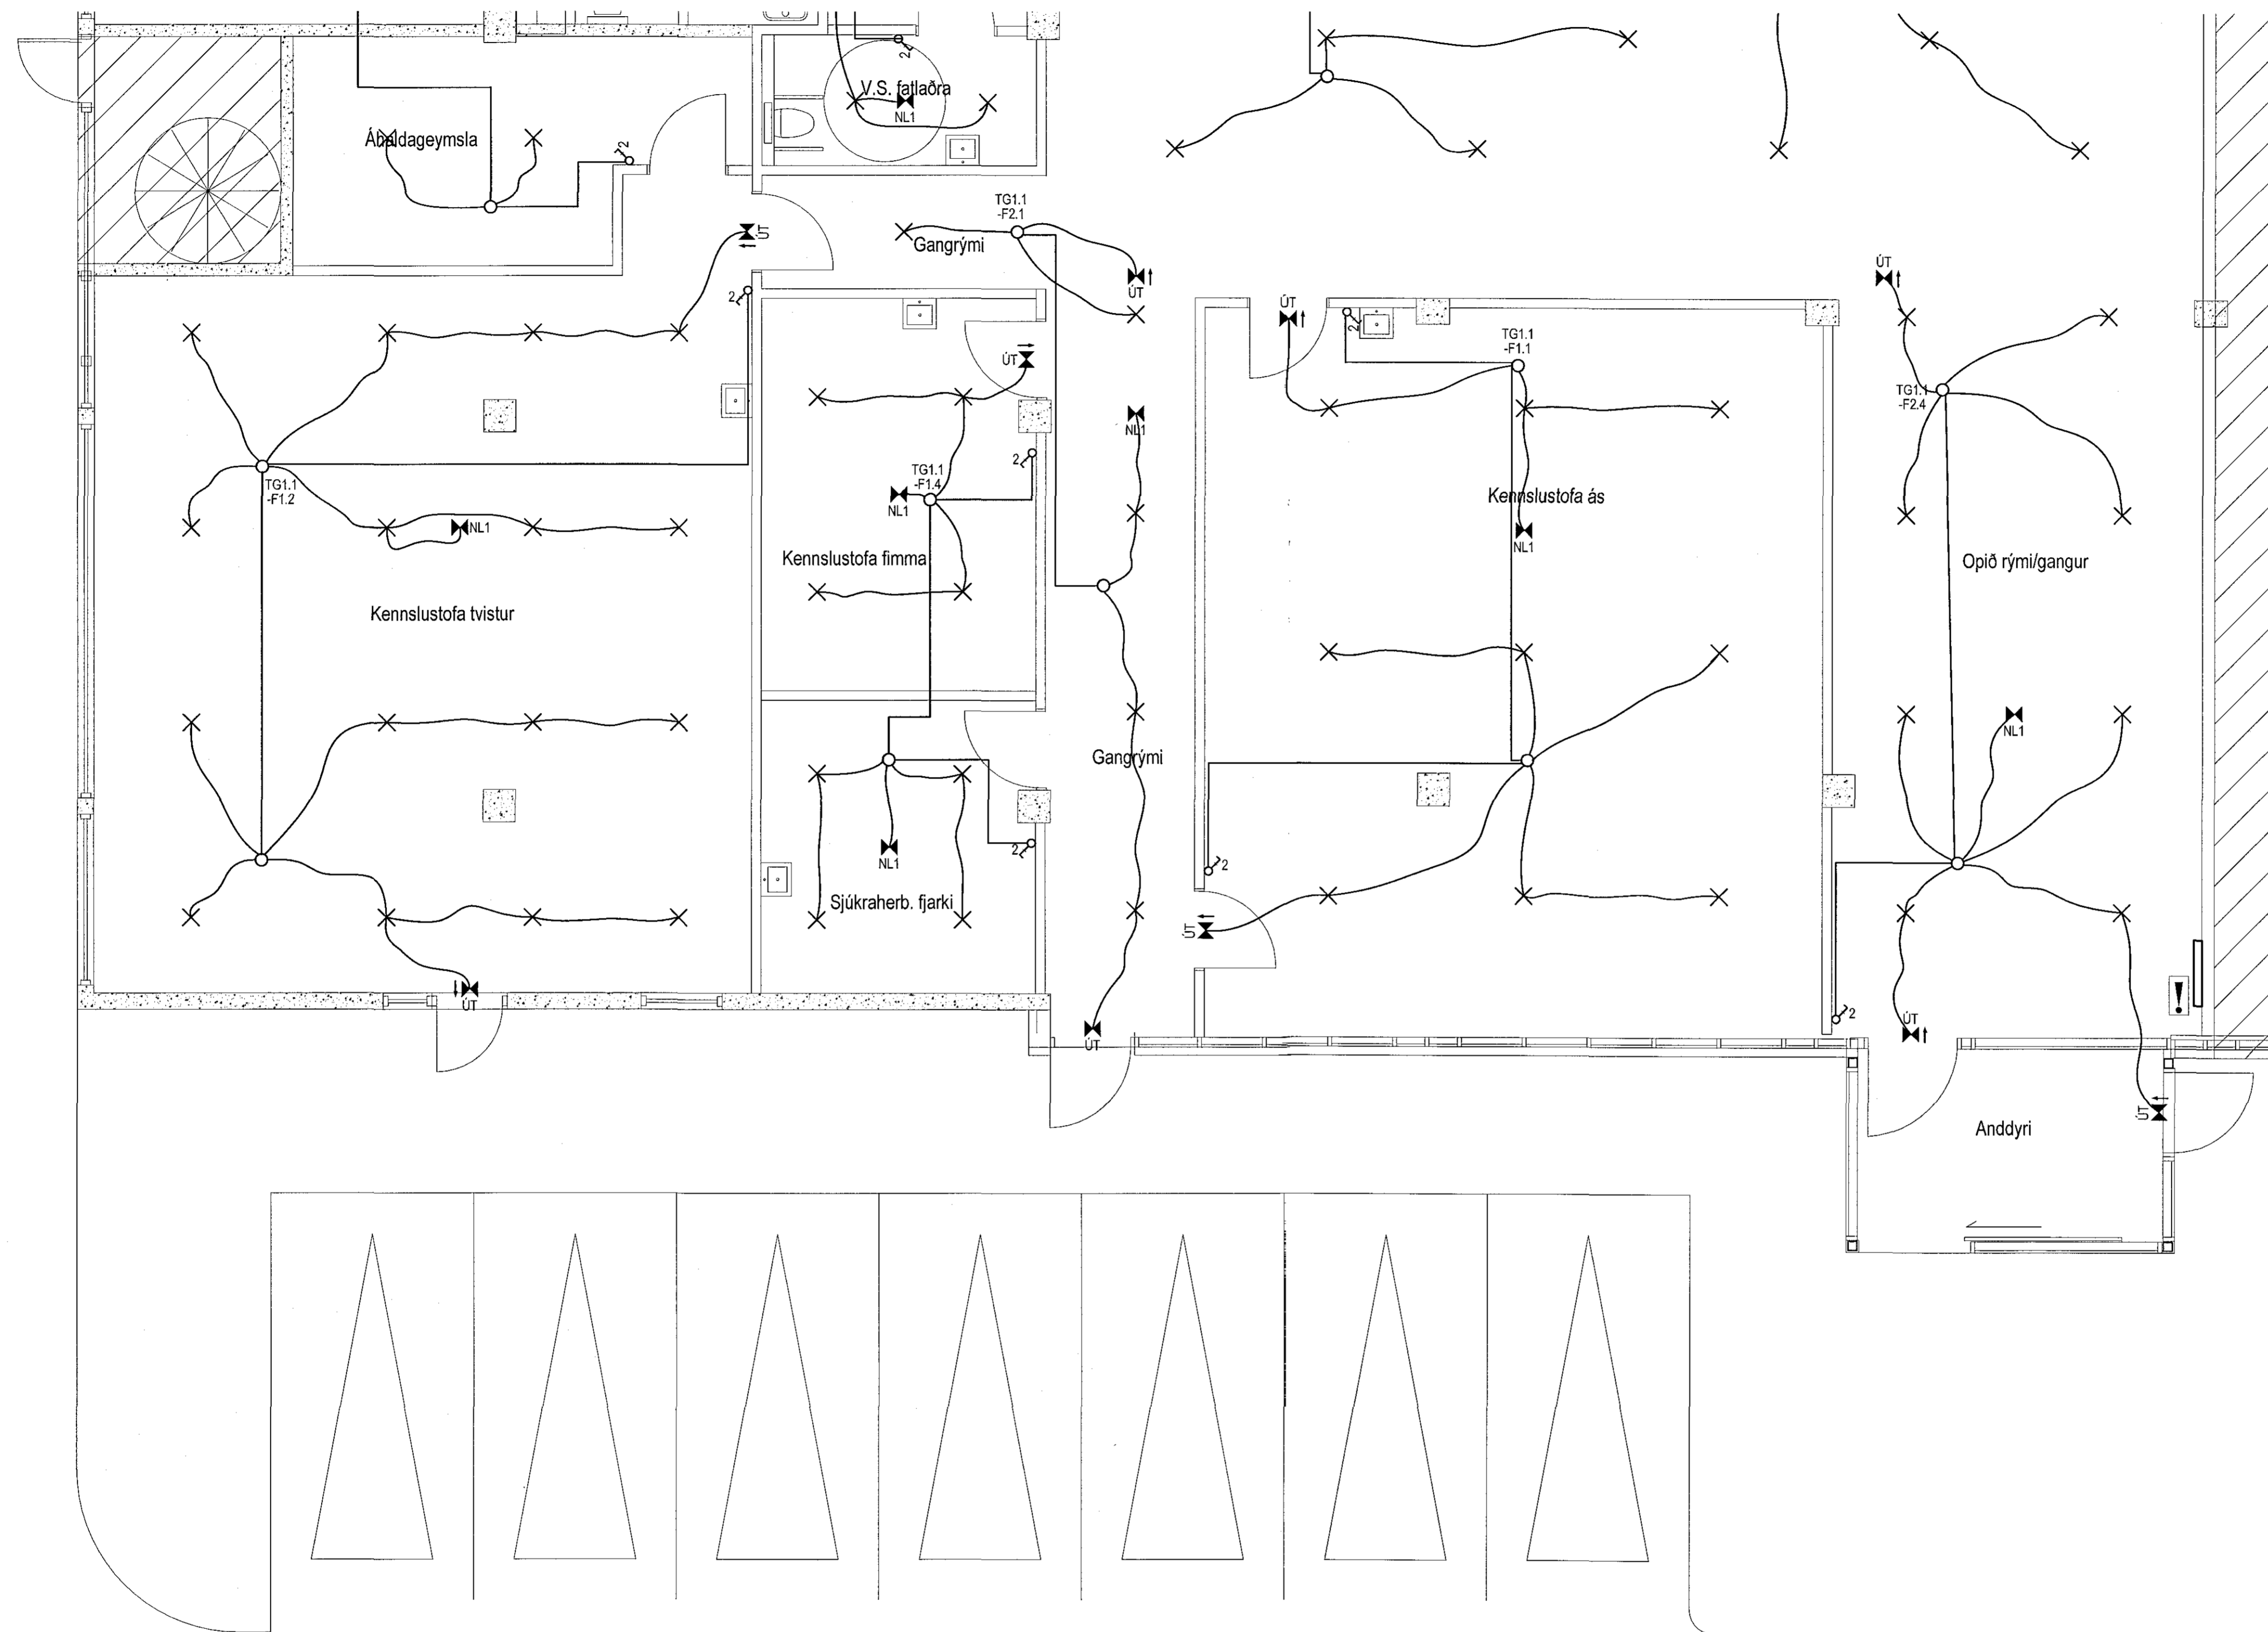 2
V.S. fatlaðra
NL1
Áhaldageymsla
2
TG1.1
-F2.1
ÚT
Gangrými
ÚT
ÚT
2
ÚT
2
TG1.1
-F1.1
ÚT
TG1.1
-F2.4
NL1
2
TG1.1
-F1.4
NL1
TG1.1
-F1.2
NL1
Kennslustofa ás
NL1
Kennslustofa fimma
Opið rými/gangur
Kennslustofa tvistur
NL1
Gangrými
2
NL1
2
Sjúkraherb. fjarki
ÚT
ÚT
2
ÚT
ÚT
!
ÚT
Anddyri